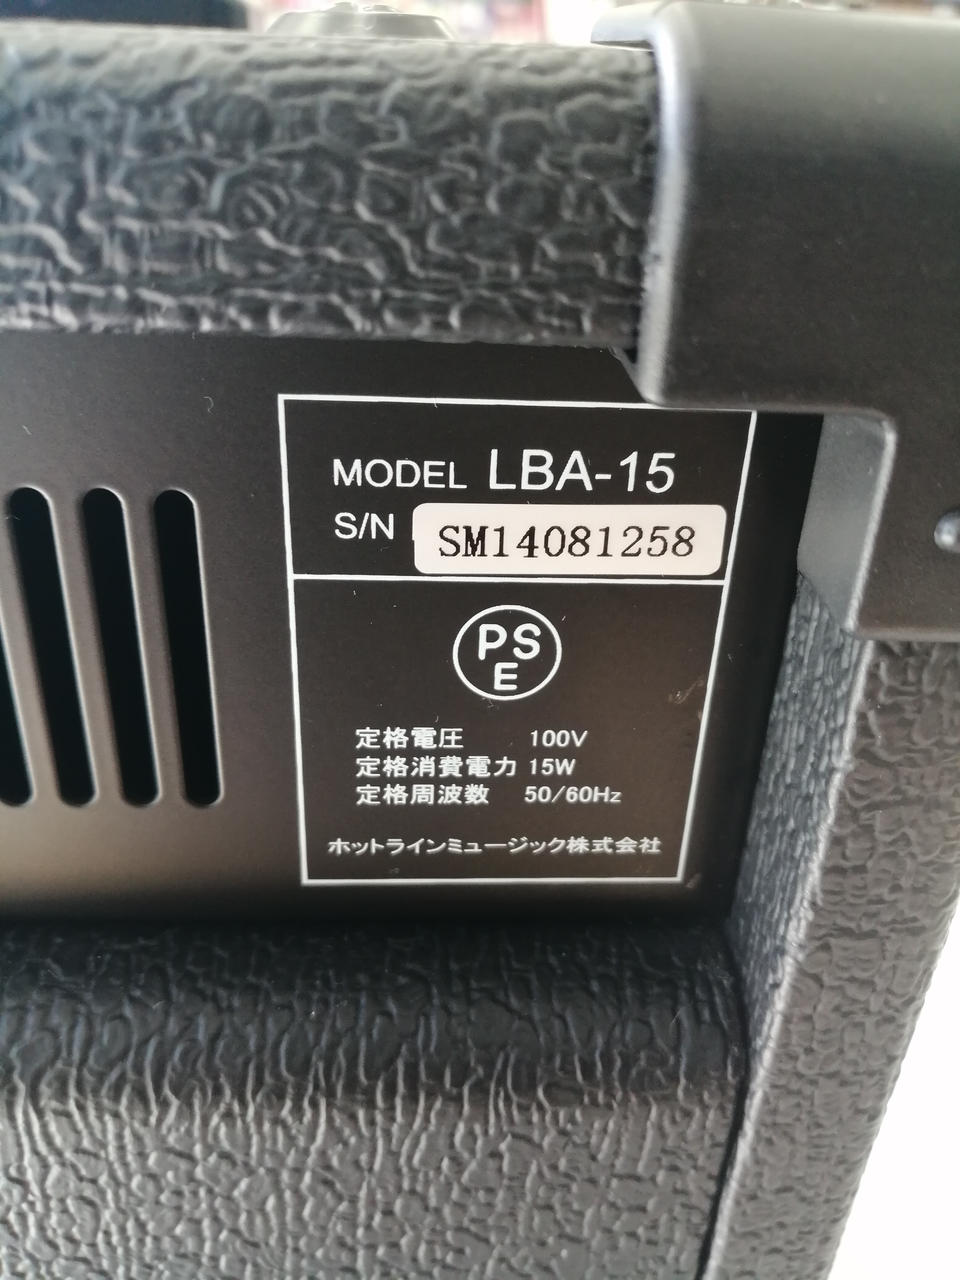 MODEL LBA-15
S/N SM14081258
PS
E
定格電圧 100V
定格消費電力 15W
定格周波数 50/60Hz
ホットラインミュージック株式会社